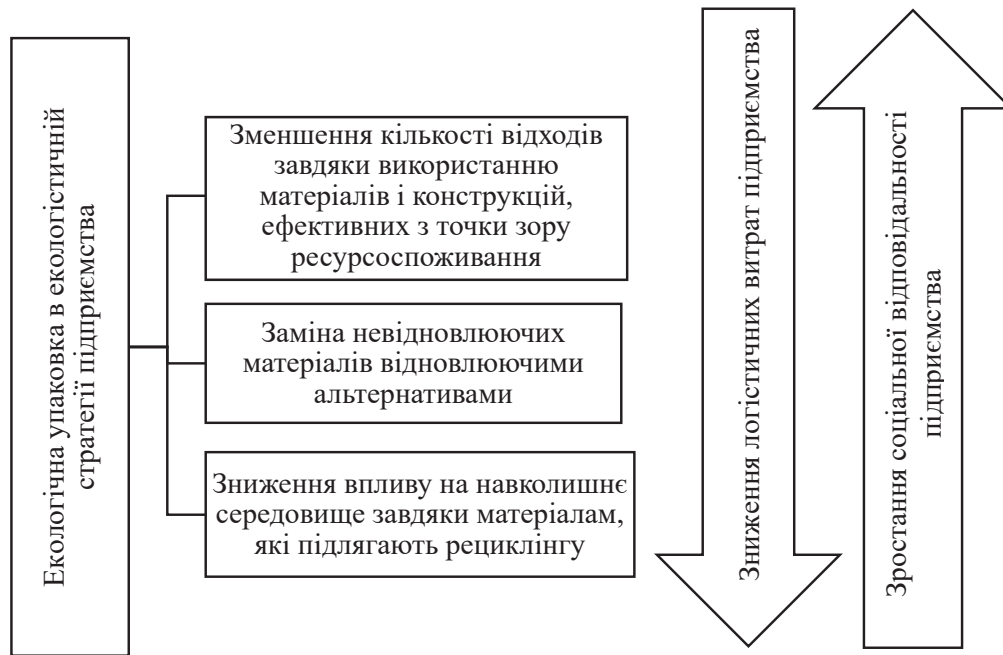 Екологічна упаковка в екологістичній
стратегії підприємства
Зменшення кількості відходів
завдяки використанню
матеріалів і конструкцій,
ефективних з точки зору
ресурсоспоживання
Заміна невідновлюючих
матеріалів відновлюючими
альтернативами
Зниження впливу на навколишнє
середовище завдяки матеріалам,
які підлягають рециклінгу
Зниження логістичних витрат підприємства
Зростання соціальної відповідальності
підприємства